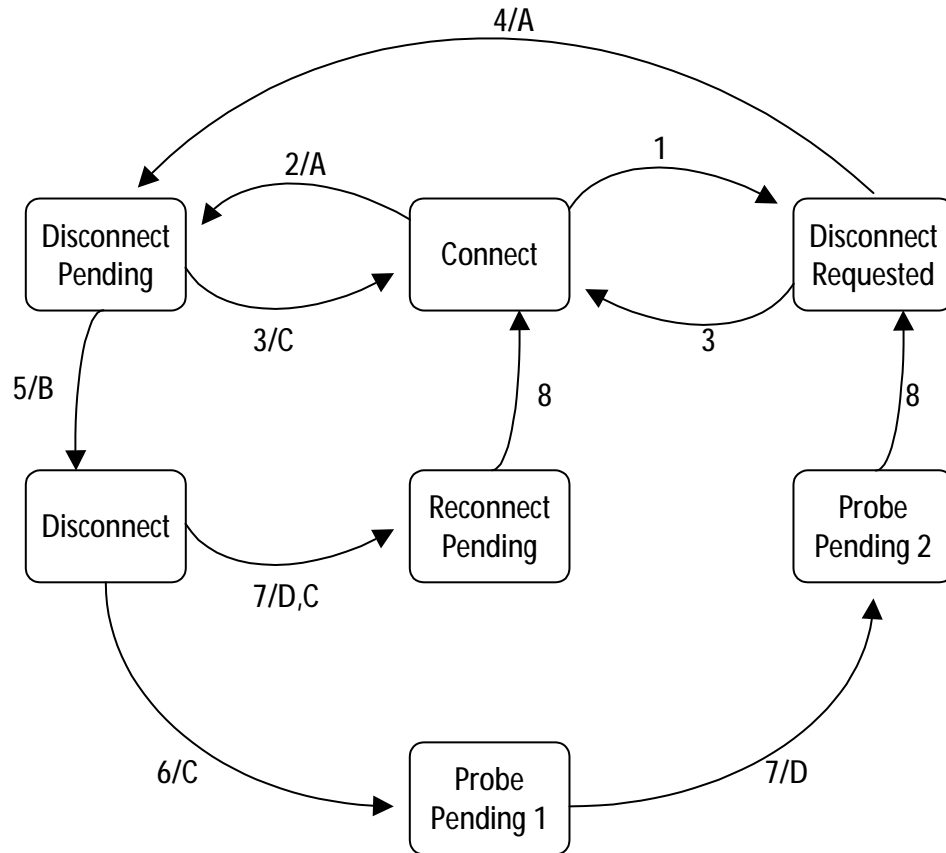 4/A
2/A
1
Disconnect
Pending
Connect
Disconnect
Requested
3/C
3
5/B
8
8
Disconnect
Reconnect
Pending
Probe
Pending 2
7/D,C
6/C
Probe
Pending 1
7/D